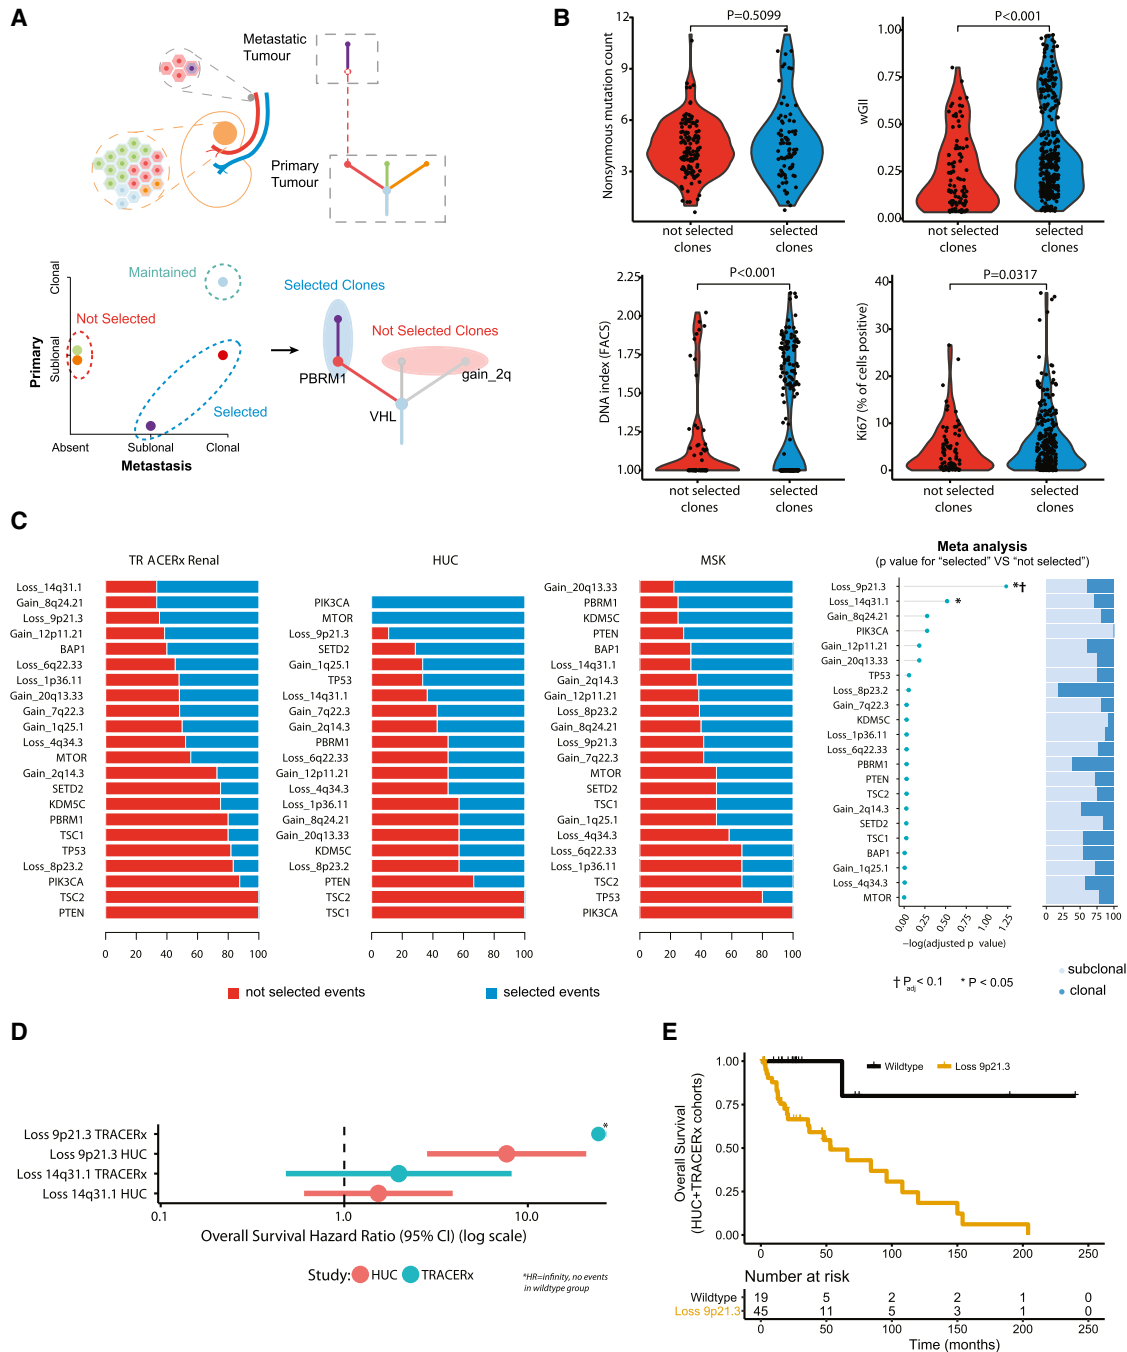 A
Metastatic
Tumour
Primary
Tumour
Clonal
Sublonal
Primary
Maintained
Not Selected
Selected
Absent
Sublonal
Clonal
Metastasis
Selected Clones
Not Selected Clones
PBRM1
gain_2q
VHL
B
Nonsynymous mutation count
12
9
6
3
P=0.5099
not selected
clones
selected
clones
wGII
1.00
0.75
0.50
0.25
0.00
P<0.001
not selected
clones
selected
clones
DNA index (FACS)
2.25
2.00
1.75
1.50
1.25
1.00
P<0.001
not selected
clones
selected
clones
Ki67 (% of cells positive)
40
30
20
10
0
P=0.0317
not selected
clones
selected
clones
C
TR ACERx Renal
Loss_14q31.1
Gain_8q24.21
Loss_9p21.3
Gain_12p11.21
BAP1
Loss_6q22.33
Loss_1p36.11
Gain_20q13.33
Gain_7q22.3
Gain_1q25.1
Loss_4q34.3
MTOR
Gain_2q14.3
SETD2
KDM5C
PBRM1
TSC1
TP53
Loss_8p23.2
PIK3CA
TSC2
PTEN
0 20 40 60 80 100
HUC
PIK3CA
MTOR
Loss_9p21.3
SETD2
Gain_1q25.1
TP53
Loss_14q31.1
Gain_7q22.3
Gain_2q14.3
PBRM1
Loss_6q22.33
Gain_12p11.21
Loss_4q34.3
Loss_1p36.11
Gain_8q24.21
Gain_20q13.33
KDM5C
Loss_8p23.2
PTEN
TSC2
TSC1
0 20 40 60 80 100
MSK
Gain_20q13.33
PBRM1
KDM5C
PTEN
BAP1
Loss_14q31.1
Gain_2q14.3
Gain_12p11.21
Loss_8p23.2
Gain_8q24.21
Loss_9p21.3
Gain_7q22.3
MTOR
SETD2
TSC1
Gain_1q25.1
Loss_4q34.3
Loss_6q22.33
Loss_1p36.11
TSC2
TP53
PIK3CA
0 20 40 60 80 100
not selected events
selected events
Meta analysis
(p value for “selected” VS “not selected”)
Loss_9p21.3 *†
Loss_14q31.1 *
Gain_8q24.21
PIK3CA
Gain_12p11.21
Gain_20q13.33
TP53
Loss_8p23.2
Gain_7q22.3
KDM5C
Loss_1p36.11
Loss_6q22.33
PBRM1
PTEN
TSC2
Gain_2q14.3
SETD2
TSC1
BAP1
Gain_1q25.1
Loss_4q34.3
MTOR
0.00 0.25 0.50 0.75 1.00 1.25
−log(adjusted p value)
0 25 50 75 100
† Padj < 0.1 * P < 0.05
subclonal
clonal
D
Loss 9p21.3 TRACERx *
Loss 9p21.3 HUC
Loss 14q31.1 TRACERx
Loss 14q31.1 HUC
0.1 1.0 10.0
Overall Survival Hazard Ratio (95% CI) (log scale)
Study: HUC TRACERx
*HR=infinity, no events
in wildtype group
E
Overall Survival
(HUC+TRACERx cohorts)
1.00
0.75
0.50
0.25
0.00
Wildtype Loss 9p21.3
0 50 100 150 200 250
Number at risk
Wildtype 19 5 2 2 1 0
Loss 9p21.3 45 11 5 3 1 0
0 50 100 150 200 250
Time (months)